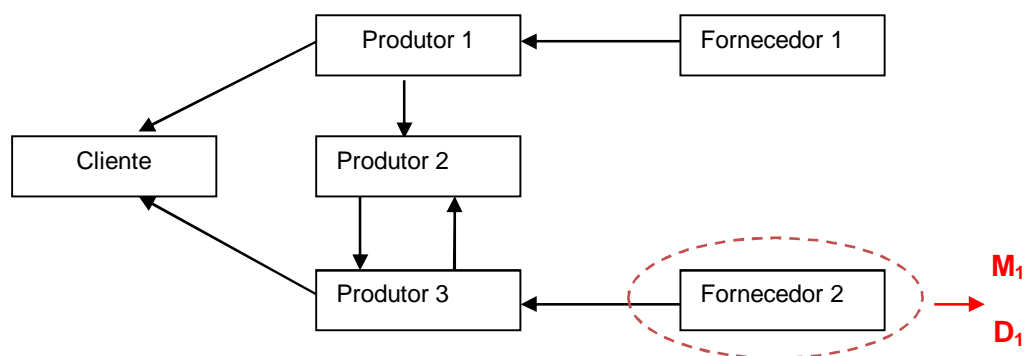 Produtor 1
Fornecedor 1
Cliente
Produtor 2
Produtor 3
Fornecedor 2
M₁
D₁